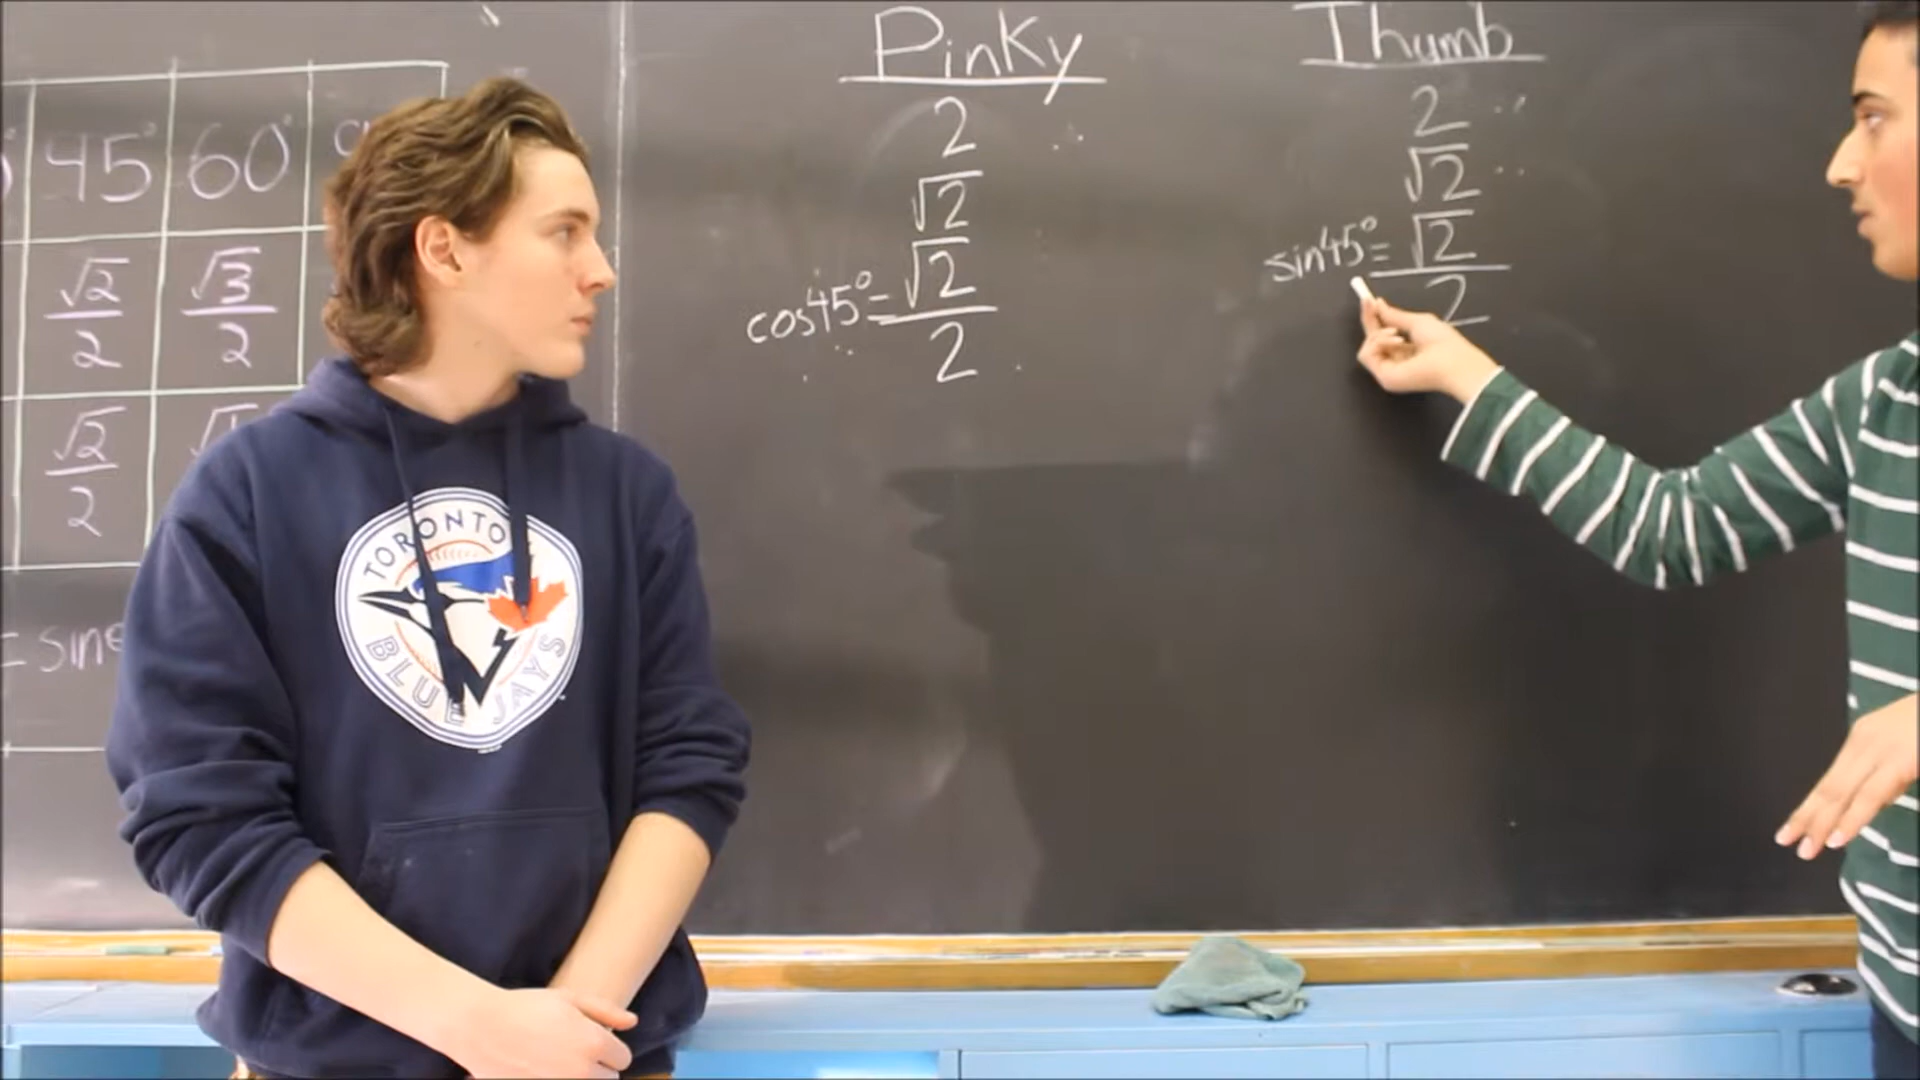 45° 60°
√2/2 √3/2
√2/2
= sinθ
Pinky
2
√2
cos45° = √2/2
Thumb
2
√2
sin45° = √2/2
TORONTO
BLUE JAYS